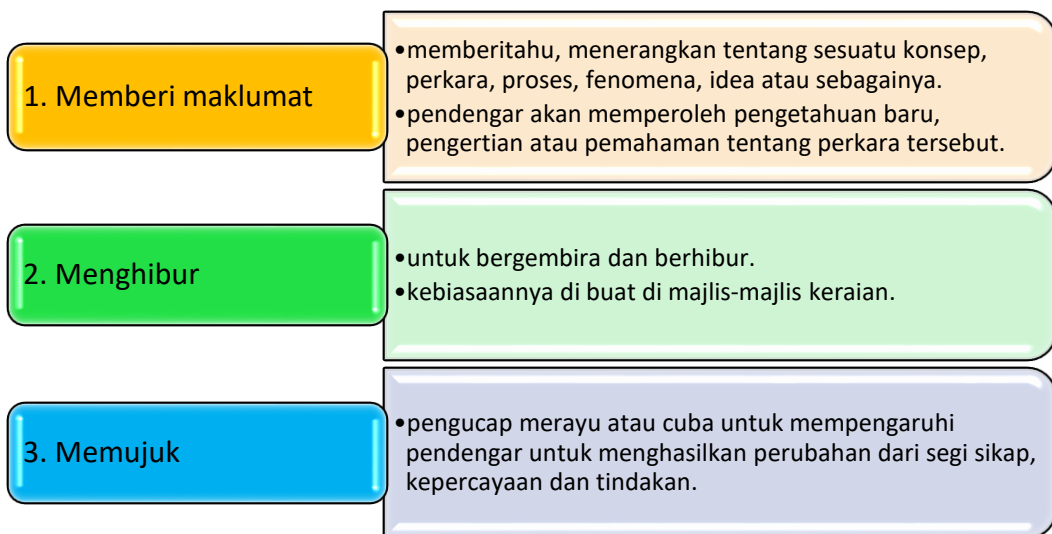 1. Memberi maklumat
•memberitahu, menerangkan tentang sesuatu konsep,
perkara, proses, fenomena, idea atau sebagainya.
•pendengar akan memperoleh pengetahuan baru,
pengertian atau pemahaman tentang perkara tersebut.
2. Menghibur
•untuk bergembira dan berhibur.
•kebiasaannya di buat di majlis-majlis keraian.
3. Memujuk
•pengucap merayu atau cuba untuk mempengaruhi
pendengar untuk menghasilkan perubahan dari segi sikap,
kepercayaan dan tindakan.